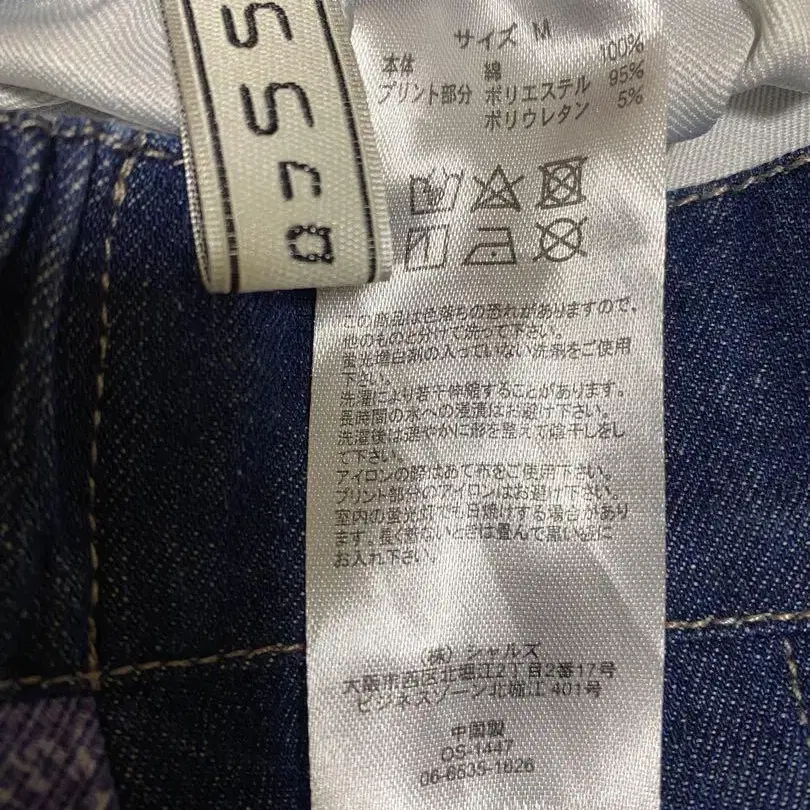 サイズ M
本体 綿 100%
プリント部分 ポリエステル 95%
ポリウレタン 5%
この商品は色落ちの恐れがありますので、
他のものとわけて洗って下さい。
蛍光増白剤の入っていない洗剤をご使用
下さい。
洗濯により若干伸縮することがあります。
長時間の水への浸漬はお避け下さい。
洗濯後は速やかに形を整えて陰干しをし
て下さい。
アイロンの際はあて布をご使用下さい。
プリント部分のアイロンはお避け下さい。
室内の蛍光灯でも日焼けする場合があり
ます。長く着ないときは畳んで黒い袋に
お入れ下さい。
(株)シャルズ
大阪市西区北堀江2丁目2番17号
ビジネスゾーン北堀江 401号
中国製
OS-1447
06-6535-1626